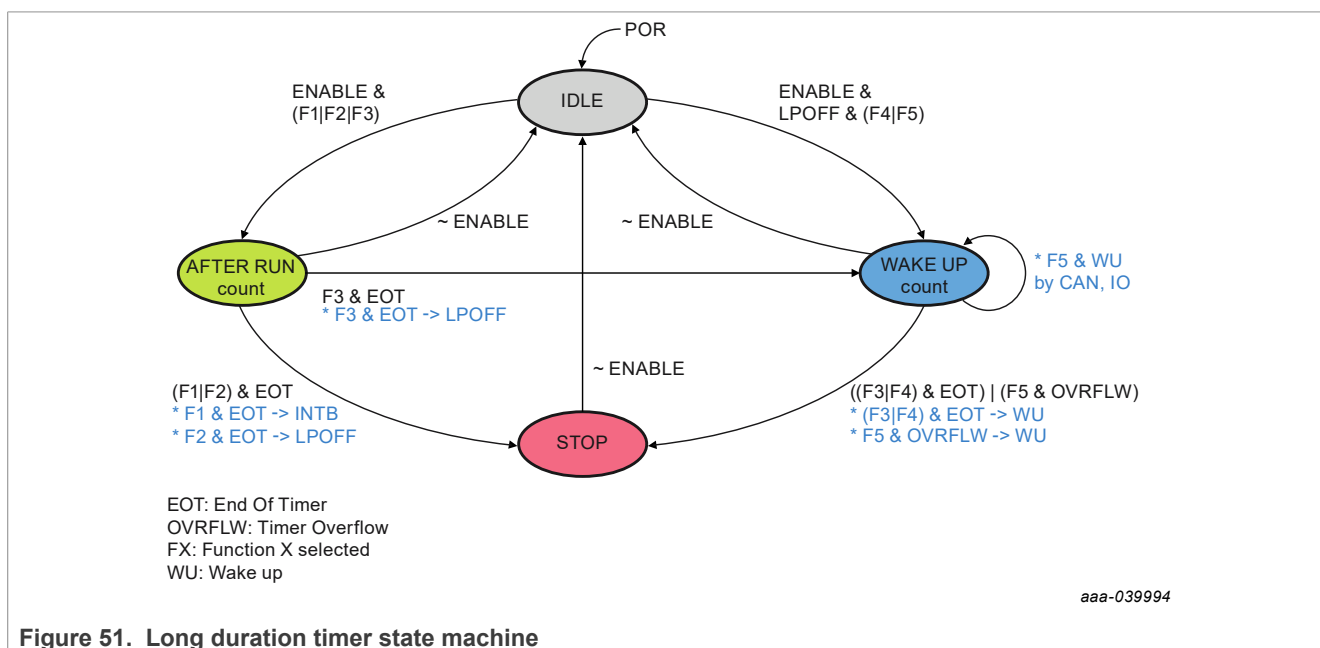 POR
IDLE
ENABLE &
(F1|F2|F3)
ENABLE &
LPOFF & (F4|F5)
~ ENABLE
~ ENABLE
AFTER RUN
count
WAKE UP
count
* F5 & WU
by CAN, IO
F3 & EOT
* F3 & EOT -> LPOFF
~ ENABLE
(F1|F2) & EOT
* F1 & EOT -> INTB
* F2 & EOT -> LPOFF
((F3|F4) & EOT) | (F5 & OVRFLW)
* (F3|F4) & EOT -> WU
* F5 & OVRFLW -> WU
STOP
EOT: End Of Timer
OVRFLW: Timer Overflow
FX: Function X selected
WU: Wake up
aaa-039994
Figure 51. Long duration timer state machine